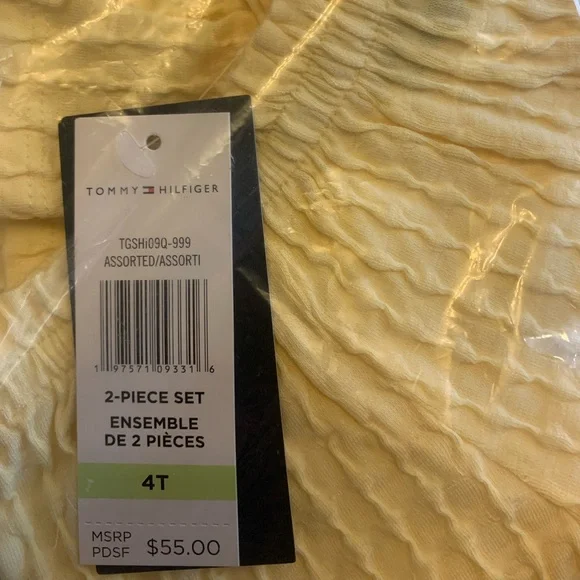 TOMMY HILFIGER
TGSHi09Q-999
ASSORTED/ASSORTI
1 97571 09331 6
2-PIECE SET
ENSEMBLE
DE 2 PIÈCES
4T
MSRP
PDSF $55.00